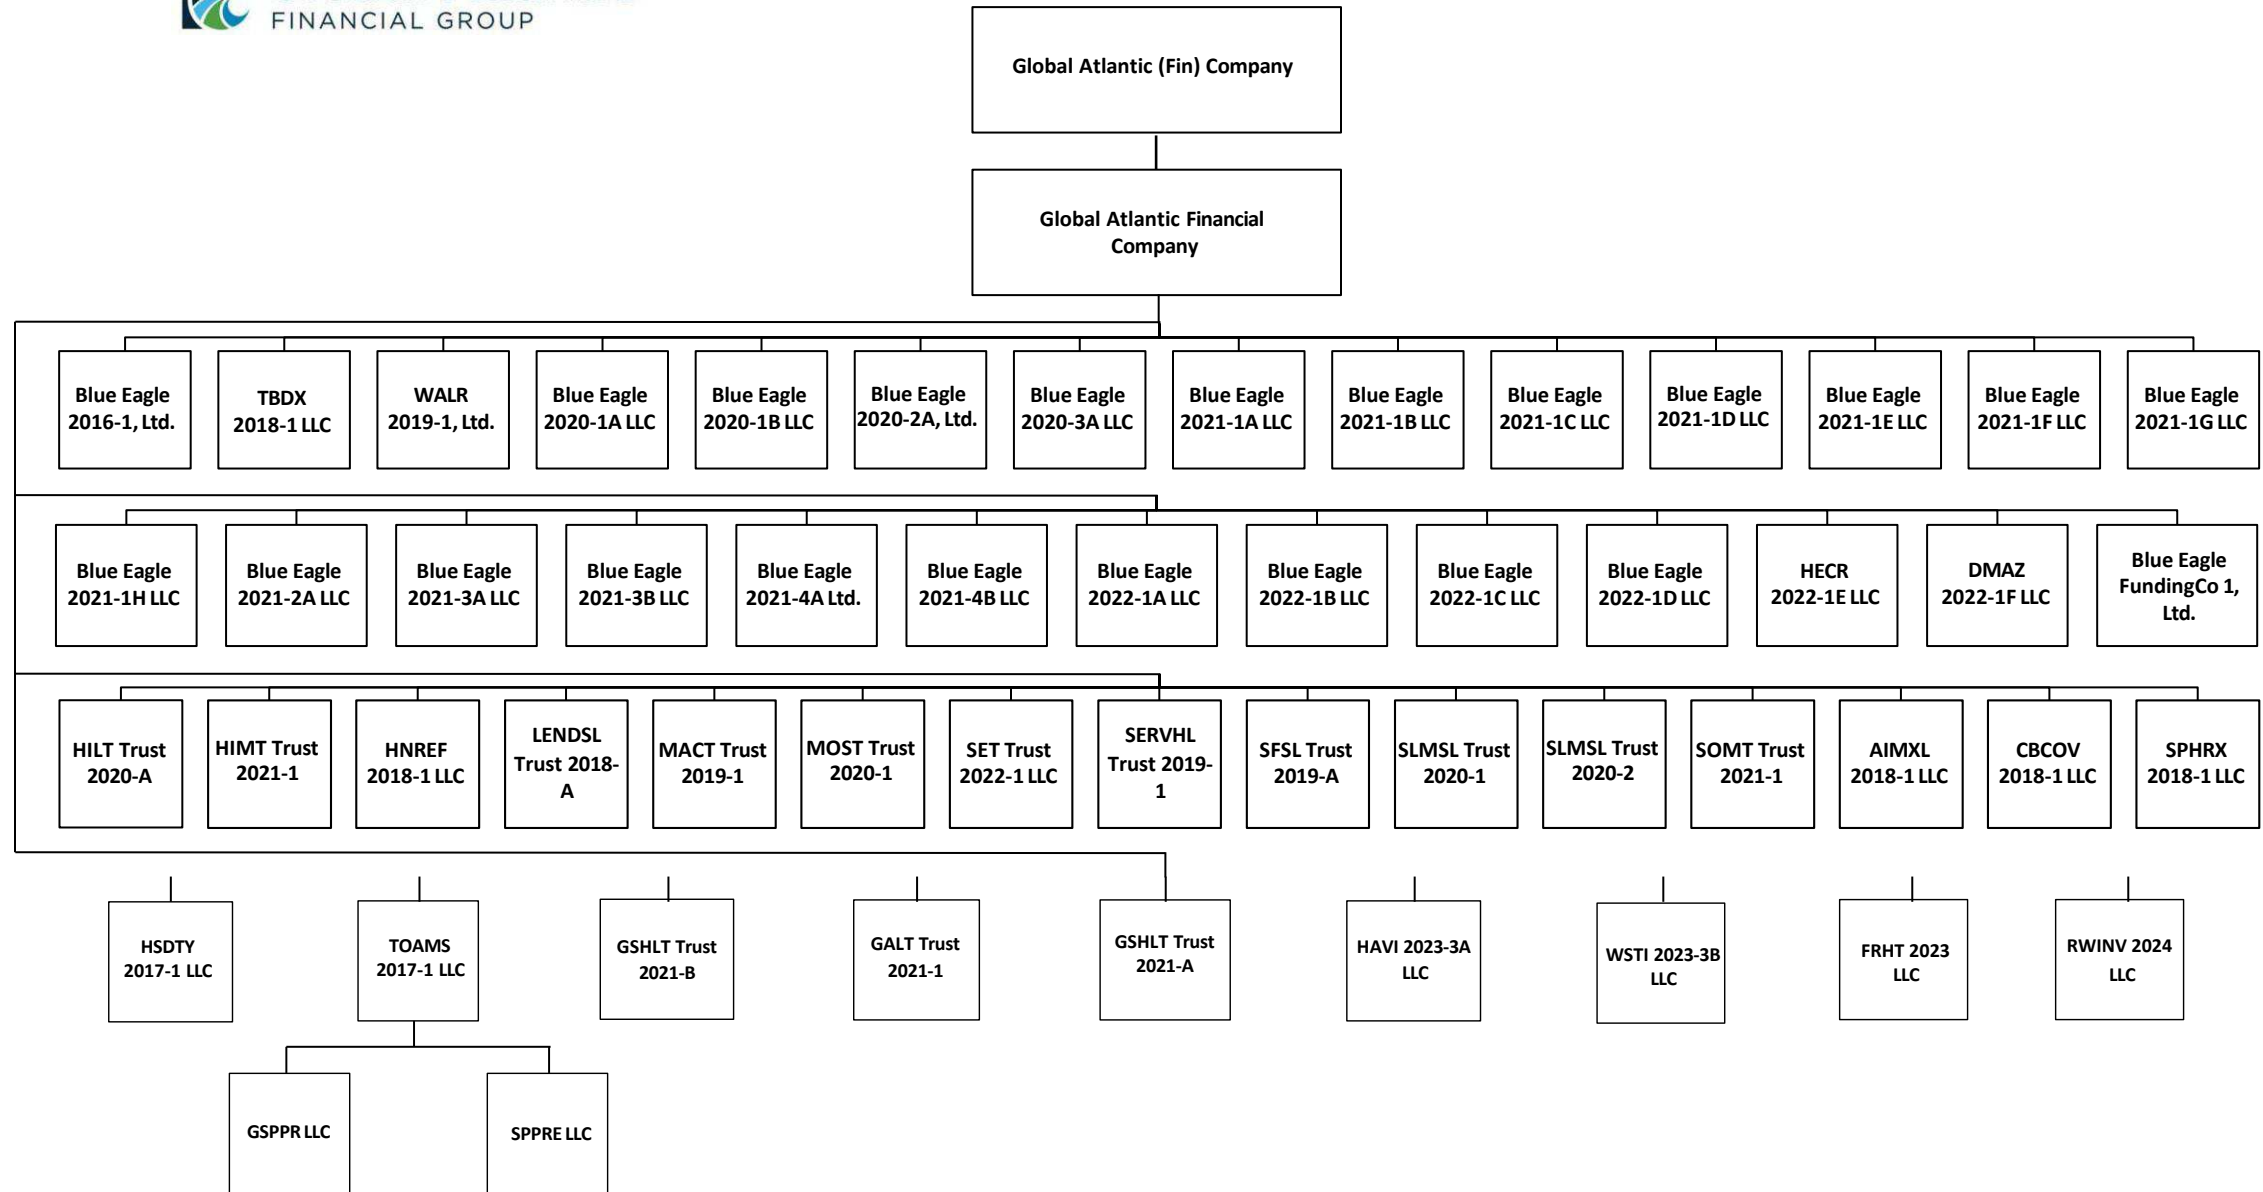 FINANCIAL GROUP
Global Atlantic (Fin) Company
Global Atlantic Financial
Company
Blue Eagle
2016-1, Ltd.
TBDX
2018-1 LLC
WALR
2019-1, Ltd.
Blue Eagle
2020-1A LLC
Blue Eagle
2020-1B LLC
Blue Eagle
2020-2A, Ltd.
Blue Eagle
2020-3A LLC
Blue Eagle
2021-1A LLC
Blue Eagle
2021-1B LLC
Blue Eagle
2021-1C LLC
Blue Eagle
2021-1D LLC
Blue Eagle
2021-1E LLC
Blue Eagle
2021-1F LLC
Blue Eagle
2021-1G LLC
Blue Eagle
2021-1H LLC
Blue Eagle
2021-2A LLC
Blue Eagle
2021-3A LLC
Blue Eagle
2021-3B LLC
Blue Eagle
2021-4A Ltd.
Blue Eagle
2021-4B LLC
Blue Eagle
2022-1A LLC
Blue Eagle
2022-1B LLC
Blue Eagle
2022-1C LLC
Blue Eagle
2022-1D LLC
HECR
2022-1E LLC
DMAZ
2022-1F LLC
Blue Eagle
FundingCo 1,
Ltd.
HILT Trust
2020-A
HIMT Trust
2021-1
HNREF
2018-1 LLC
LENDSL
Trust 2018-
A
MACT Trust
2019-1
MOST Trust
2020-1
SET Trust
2022-1 LLC
SERVHL
Trust 2019-
1
SFSL Trust
2019-A
SLMSL Trust
2020-1
SLMSL Trust
2020-2
SOMT Trust
2021-1
AIMXL
2018-1 LLC
CBCOV
2018-1 LLC
SPHRX
2018-1 LLC
HSDTY
2017-1 LLC
TOAMS
2017-1 LLC
GSHLT Trust
2021-B
GALT Trust
2021-1
GSHLT Trust
2021-A
HAVI 2023-3A
LLC
WSTI 2023-3B
LLC
FRHT 2023
LLC
RWINV 2024
LLC
GSPPR LLC
SPPRE LLC